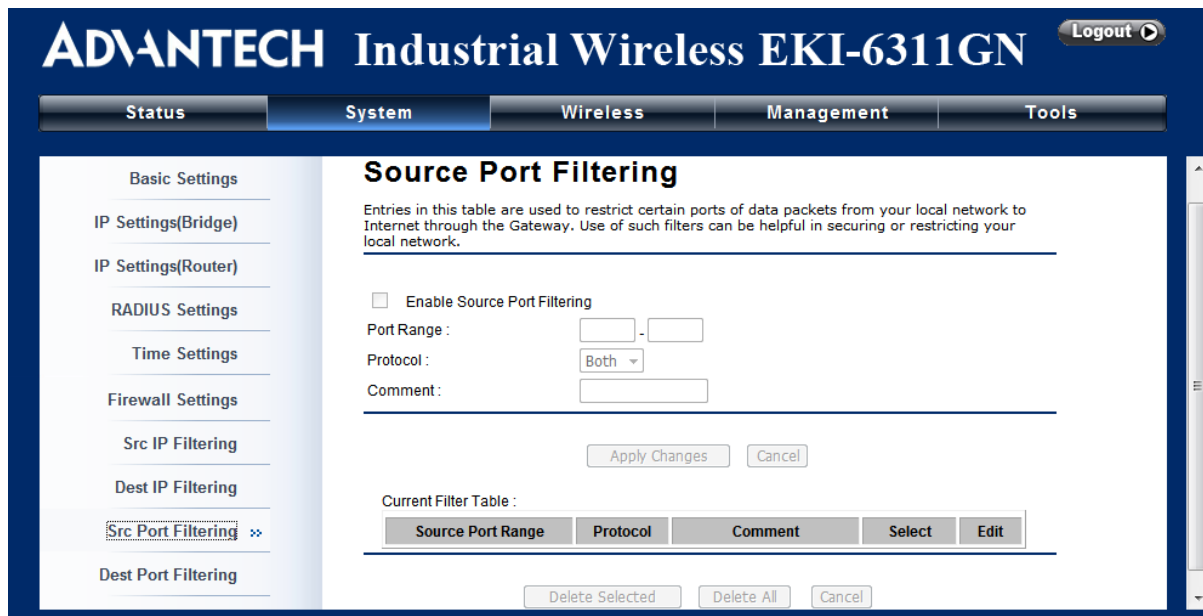 ADVANTECH Industrial Wireless EKI-6311GN Logout
Status System Wireless Management Tools
Basic Settings
IP Settings(Bridge)
IP Settings(Router)
RADIUS Settings
Time Settings
Firewall Settings
Src IP Filtering
Dest IP Filtering
Src Port Filtering »
Dest Port Filtering
Source Port Filtering
Entries in this table are used to restrict certain ports of data packets from your local network to
Internet through the Gateway. Use of such filters can be helpful in securing or restricting your
local network.
Enable Source Port Filtering
Port Range : -
Protocol : Both
Comment :
Apply Changes Cancel
Current Filter Table :
Source Port Range Protocol Comment Select Edit
Delete Selected Delete All Cancel